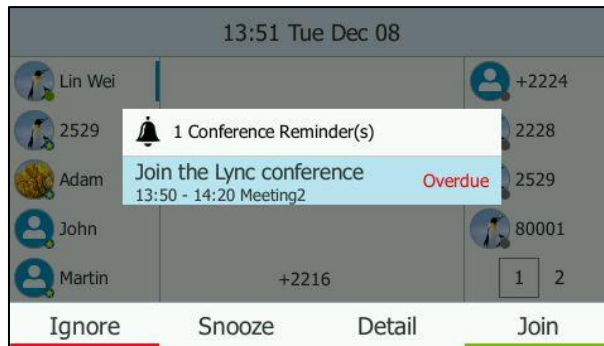 13:51 Tue Dec 08
Lin Wei
+2224
1 Conference Reminder(s)
2529
2228
Join the Lync conference
Overdue
13:50 - 14:20 Meeting2
Adam
2529
John
80001
Martin
+2216
1 2
Ignore Snooze Detail Join